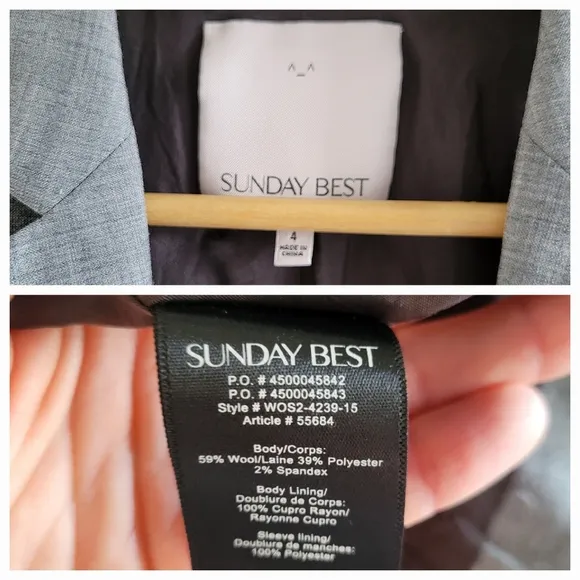 ^_^
SUNDAY BEST
4
MADE IN
CHINA
SUNDAY BEST
P.O. # 4500045842
P.O. # 4500045843
Style # WOS2-4239-15
Article # 55684
Body/Corps:
59% Wool/Laine 39% Polyester
2% Spandex
Body Lining/
Doublure de Corps:
100% Cupro Rayon/
Rayonne Cupro
Sleeve lining/
Doublure de manches:
100% Polyester